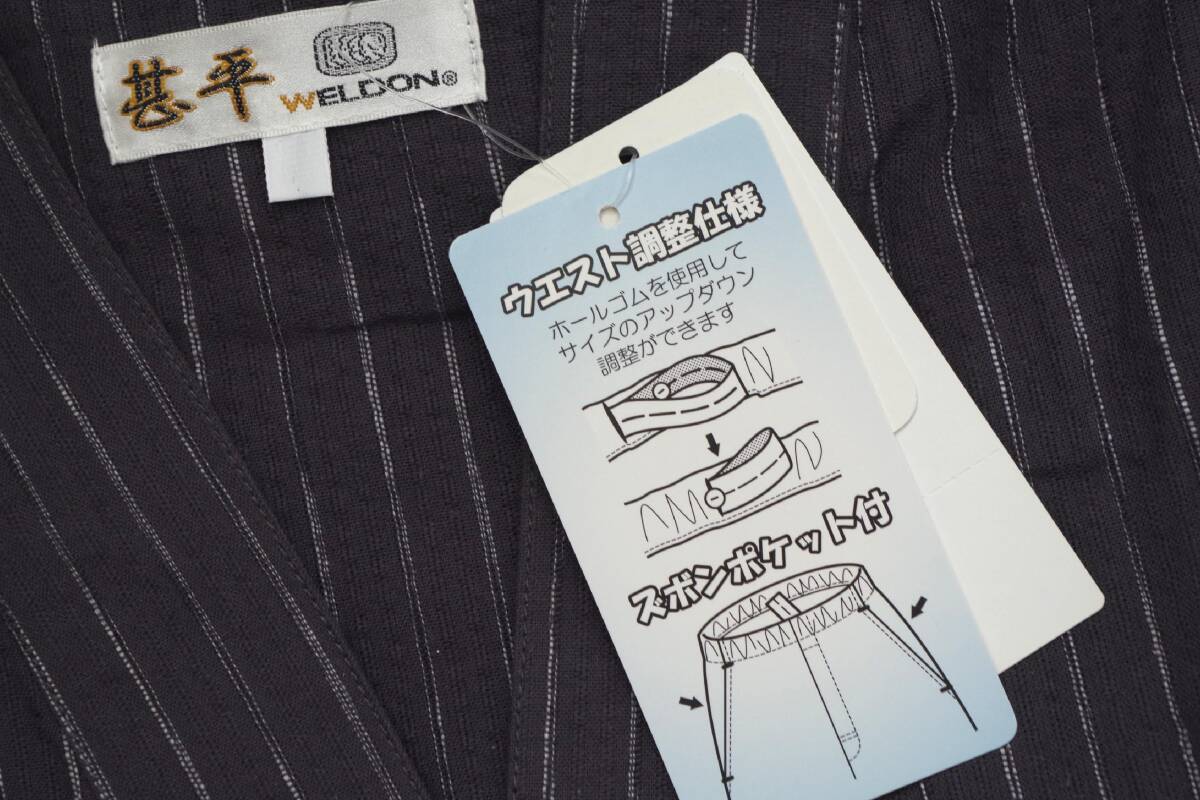 甚平
WELDON®
ウエスト調整仕様
ホールゴムを使用して
サイズのアップダウン
調整ができます
ズボンポケット付